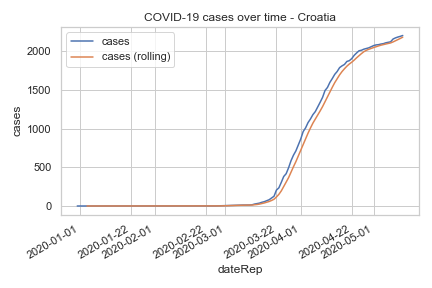 COVID-19 cases over time - Croatia
cases
cases (rolling)
2000
1500
1000
500
0
cases
2020-01-01
2020-01-22
2020-02-01
2020-02-22
2020-03-01
2020-03-22
2020-04-01
2020-04-22
2020-05-01
dateRep